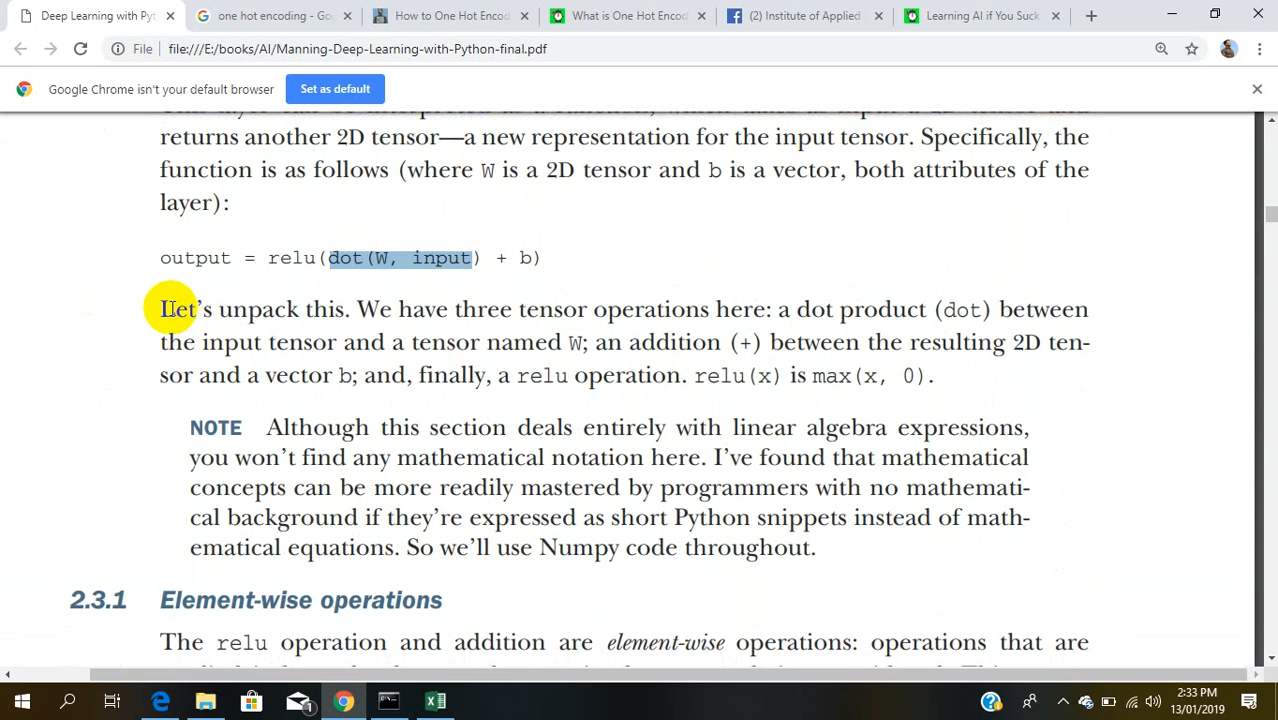 Deep Learning with Pyt
one hot encoding - Goo
How to One Hot Encod
What is One Hot Encod
(2) Institute of Applied
Learning AI if You Suck
File
file:///E:/books/AI/Manning-Deep-Learning-with-Python-final.pdf
Google Chrome isn't your default browser
Set as default
returns another 2D tensor—a new representation for the input tensor. Specifically, the
function is as follows (where W is a 2D tensor and b is a vector, both attributes of the
layer):
output = relu(dot(W, input) + b)
Let's unpack this. We have three tensor operations here: a dot product (dot) between
the input tensor and a tensor named W; an addition (+) between the resulting 2D ten-
sor and a vector b; and, finally, a relu operation. relu(x) is max(x, 0).
NOTE Although this section deals entirely with linear algebra expressions,
you won't find any mathematical notation here. I've found that mathematical
concepts can be more readily mastered by programmers with no mathemati-
cal background if they're expressed as short Python snippets instead of math-
ematical equations. So we'll use Numpy code throughout.
2.3.1 Element-wise operations
The relu operation and addition are element-wise operations: operations that are
2:33 PM
13/01/2019